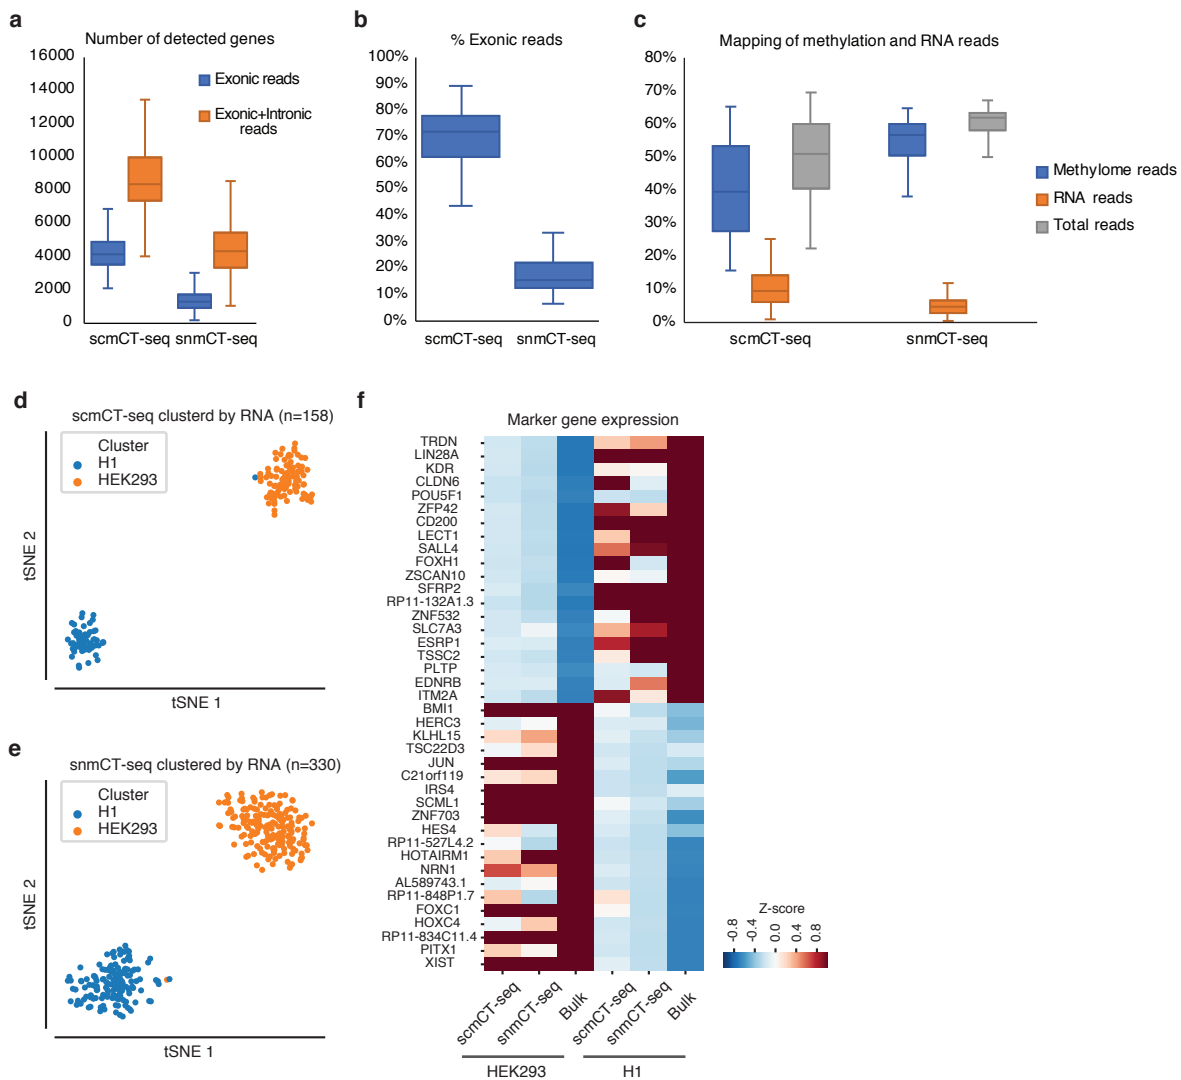 a
Number of detected genes
16000
14000
12000
10000
8000
6000
4000
2000
0
Exonic reads
Exonic+Intronic
reads
scmCT-seq snmCT-seq
b
% Exonic reads
100%
90%
80%
70%
60%
50%
40%
30%
20%
10%
0%
scmCT-seq snmCT-seq
c
Mapping of methylation and RNA reads
80%
70%
60%
50%
40%
30%
20%
10%
0%
scmCT-seq snmCT-seq
Methylome reads
RNA reads
Total reads
d
scmCT-seq clusterd by RNA (n=158)
Cluster
H1
HEK293
tSNE 2
tSNE 1
e
snmCT-seq clustered by RNA (n=330)
Cluster
H1
HEK293
tSNE 2
tSNE 1
f
Marker gene expression
TRDN
LIN28A
KDR
CLDN6
POU5F1
ZFP42
CD200
LECT1
SALL4
FOXH1
ZSCAN10
SFRP2
RP11-132A1.3
ZNF532
SLC7A3
ESRP1
TSSC2
PLTP
EDNRB
ITM2A
BMI1
HERC3
KLHL15
TSC22D3
JUN
C21orf119
IRS4
SCML1
ZNF703
HES4
RP11-527L4.2
HOTAIRM1
NRN1
AL589743.1
RP11-848P1.7
FOXC1
HOXC4
RP11-834C11.4
PITX1
XIST
scmCT-seq
snmCT-seq
Bulk
scmCT-seq
snmCT-seq
Bulk
HEK293
H1
Z-score
-0.8
-0.4
0.0
0.4
0.8